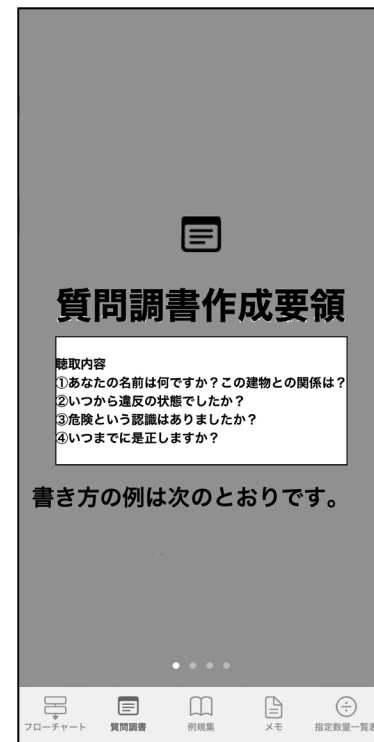 質問調書作成要領
聴取内容
①あなたの名前は何ですか？この建物との関係は？
②いつから違反の状態でしたか？
③危険という認識はありましたか？
④いつまでに是正しますか？
書き方の例は次のとおりです。
フローチャート
質問調書
例規集
メモ
指定数量一覧表